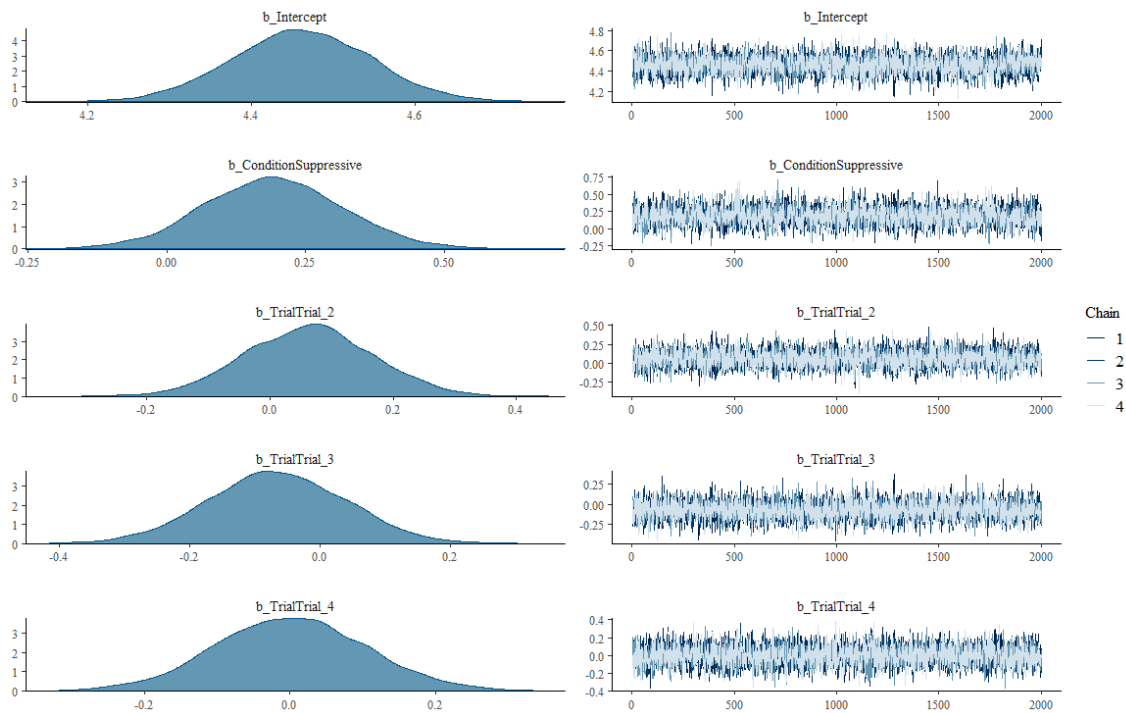 b_Intercept
4
3
2
1
0
4.2 4.4 4.6
b_Intercept
4.8
4.6
4.4
4.2
0 500 1000 1500 2000
b_ConditionSuppressive
3
2
1
0
-0.25 0.00 0.25 0.50
b_ConditionSuppressive
0.75
0.50
0.25
0.00
-0.25
0 500 1000 1500 2000
b_TrialTrial_2
3
2
1
0
-0.2 0.0 0.2 0.4
b_TrialTrial_2
0.50
0.25
0.00
-0.25
0 500 1000 1500 2000
b_TrialTrial_3
3
2
1
0
-0.4 -0.2 0.0 0.2
b_TrialTrial_3
0.25
0.00
-0.25
0 500 1000 1500 2000
b_TrialTrial_4
3
2
1
0
-0.2 0.0 0.2
b_TrialTrial_4
0.4
0.2
0.0
-0.2
-0.4
0 500 1000 1500 2000
Chain
1
2
3
4